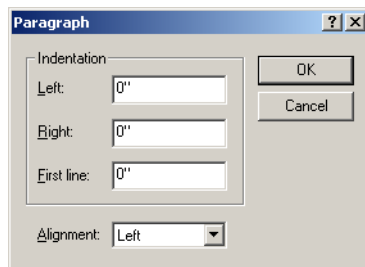 Paragraph
Indentation
Left: 0"
Right: 0"
First line: 0"
Alignment: Left
OK
Cancel